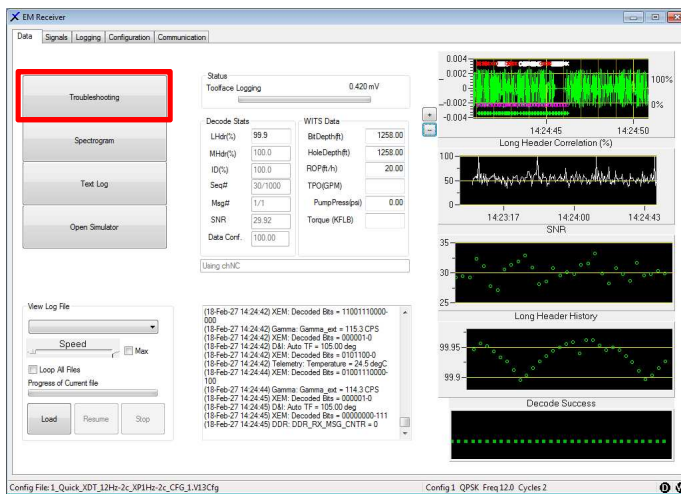 EM Receiver
Data Signals Logging Configuration Communication
Troubleshooting
Spectrogram
Text Log
Open Simulator
Status
Toolface Logging 0.420 mV
Decode Stats
LHdr(%) 99.9
MHdr(%) 100.0
ID(%) 100.0
Seq# 30/1000
Msg# 1/1
SNR 29.92
Data Conf. 100.00
WITS Data
BitDepth(ft) 1258.00
HoleDepth(ft) 1258.00
ROP(ft/h) 20.00
TPO(GPM)
PumpPress(psi) 0.00
Torque (KFLB)
Using chNC
View Log File
Speed
Max
Loop All Files
Progress of Current file
Load Resume Stop
(18-Feb-27 14:24:42) XEM: Decoded Bits = 11001110000-
000
(18-Feb-27 14:24:42) Gamma: Gamma_ext = 115.3 CPS
(18-Feb-27 14:24:42) XEM: Decoded Bits = 000001-0
(18-Feb-27 14:24:42) D&I: Auto TF = 105.00 deg
(18-Feb-27 14:24:42) XEM: Decoded Bits = 0101100-0
(18-Feb-27 14:24:42) Telemetry: Temperature = 24.5 degC
(18-Feb-27 14:24:44) XEM: Decoded Bits = 01001110000-
100
(18-Feb-27 14:24:44) Gamma: Gamma_ext = 114.3 CPS
(18-Feb-27 14:24:45) XEM: Decoded Bits = 000001-0
(18-Feb-27 14:24:45) D&I: Auto TF = 105.00 deg
(18-Feb-27 14:24:45) XEM: Decoded Bits = 00000000-111
(18-Feb-27 14:24:45) DDR: DDR_RX_MSG_CNTR = 0
0.004
0.002
0
-0.002
-0.004
100%
0%
+
-
14:24:45 14:24:50
Long Header Correlation (%)
100
50
0
14:23:17 14:24:00 14:24:43
SNR
35
30
25
Long Header History
99.95
99.9
Decode Success
Config File: 1_Quick_XDT_12Hz-2c_XP1Hz-2c_CFG_1.V13Cfg
Config 1 QPSK Freq 12.0 Cycles 2